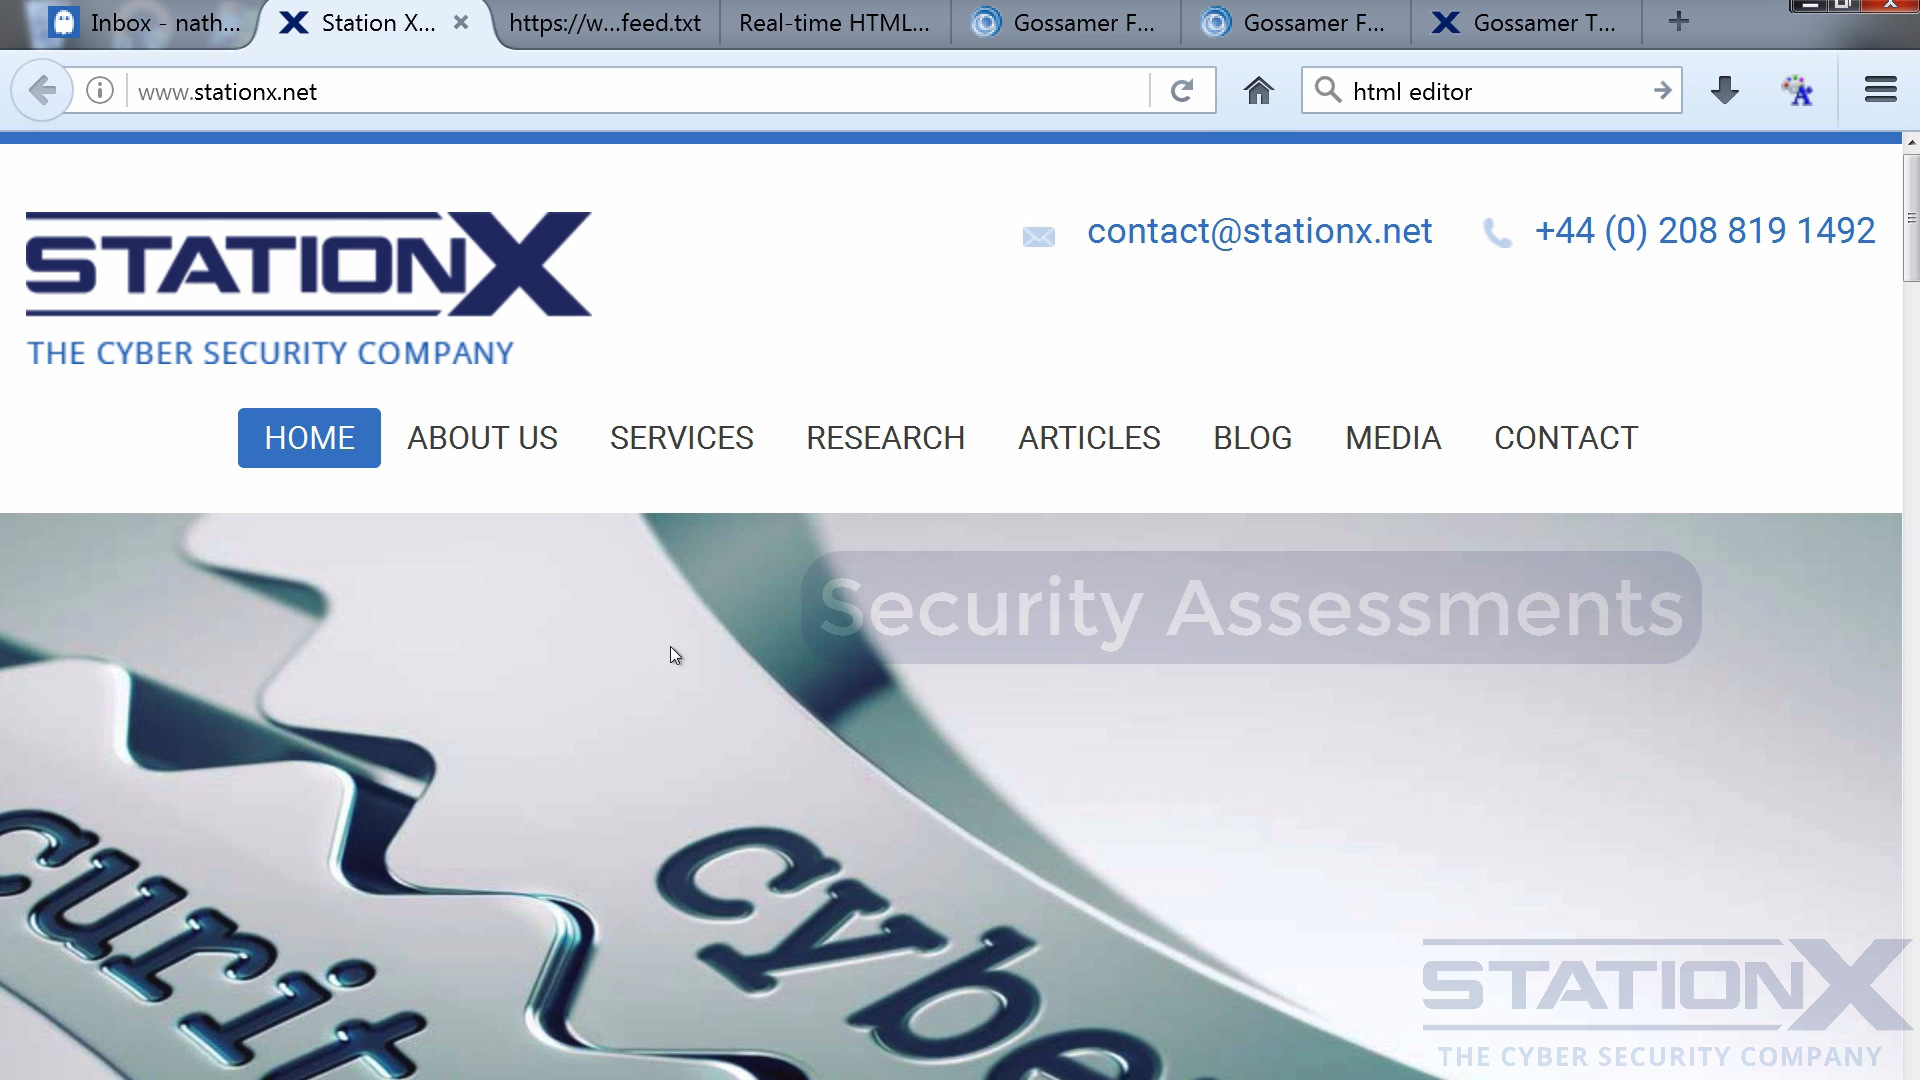 Inbox - nath...
Station X...
https://w...feed.txt
Real-time HTML...
Gossamer F...
Gossamer F...
Gossamer T...
www.stationx.net
html editor
STATIONX
THE CYBER SECURITY COMPANY
contact@stationx.net
+44 (0) 208 819 1492
HOME
ABOUT US
SERVICES
RESEARCH
ARTICLES
BLOG
MEDIA
CONTACT
Security Assessments
curit
Cybe
STATIONX
THE CYBER SECURITY COMPANY